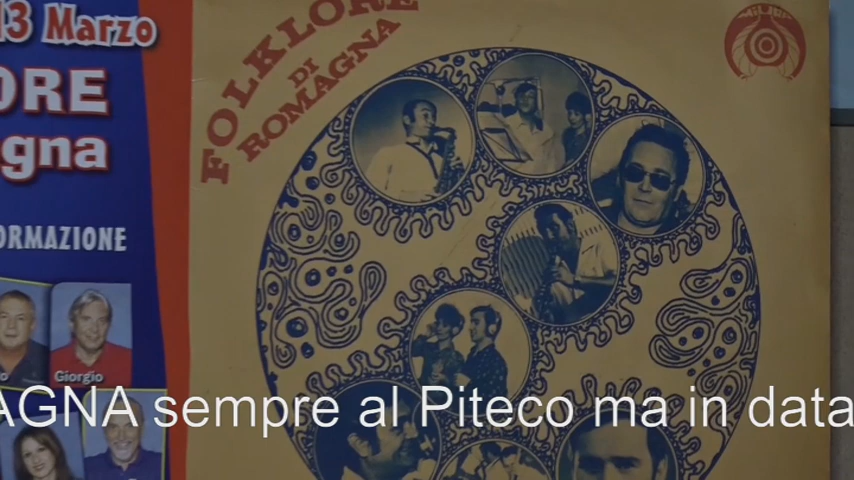 13 Marzo
ORE
gna
ORMAZIONE
Giorgio
FOLKLORE
DI
ROMAGNA
AGNA sempre al Piteco ma in data